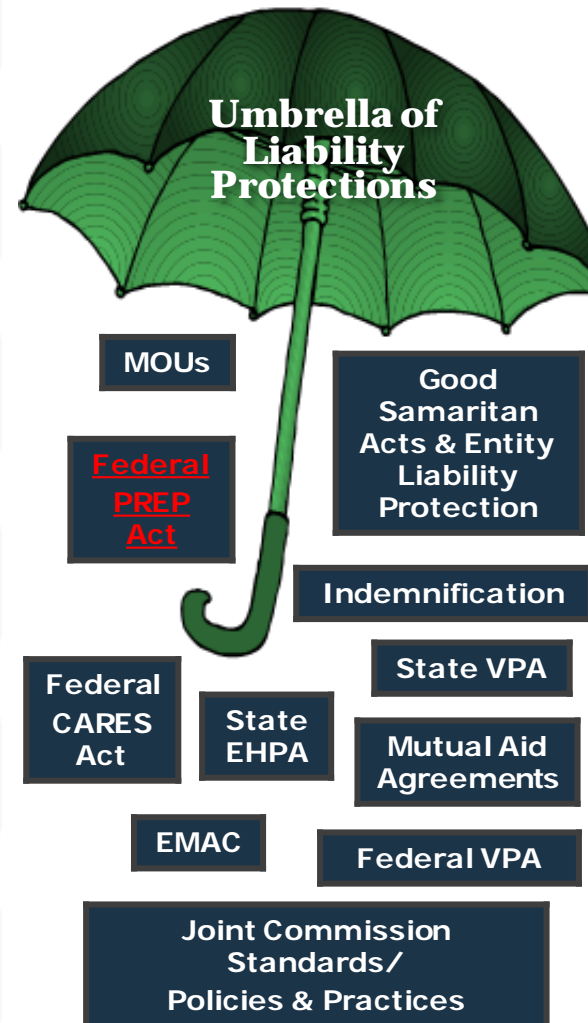 Umbrella of
Liability
Protections
MOUs
Good
Samaritan
Acts & Entity
Liability
Protection
Federal
PREP
Act
Indemnification
State VPA
Federal
CARES
Act
State
EHPA
Mutual Aid
Agreements
EMAC
Federal VPA
Joint Commission
Standards/
Policies & Practices